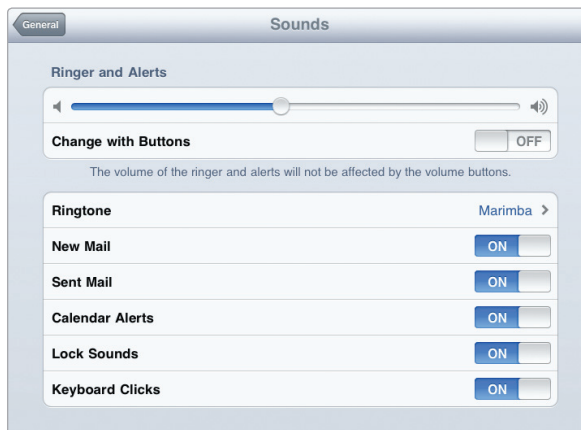 General
Sounds
Ringer and Alerts
Change with Buttons OFF
The volume of the ringer and alerts will not be affected by the volume buttons.
Ringtone Marimba
New Mail ON
Sent Mail ON
Calendar Alerts ON
Lock Sounds ON
Keyboard Clicks ON